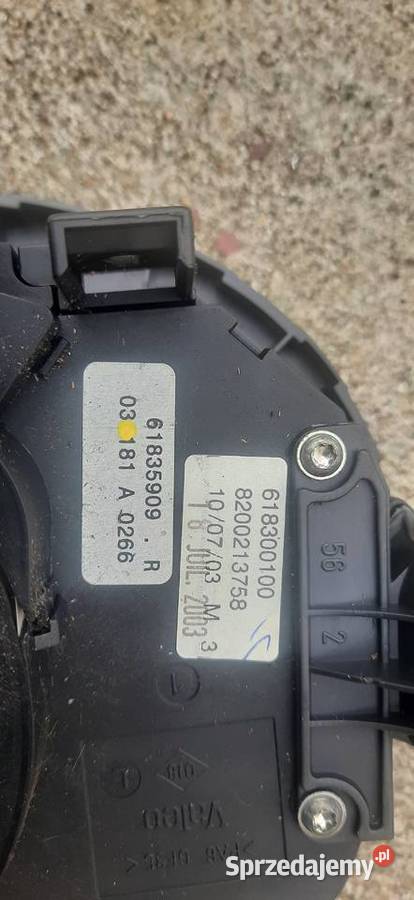 61835909 . R
03 181 A 0266
618300100
8200213758
10/07/03 M 3
18 JUIL. 2003
56 2
Valeo
Sprzedajemy.pl